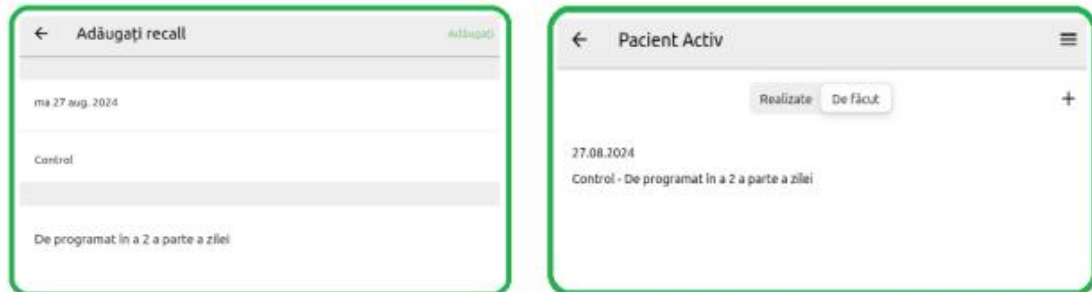 Adăugați recall
Adăugați
ma 27 aug. 2024
Control
De programat în a 2 a parte a zilei
Pacient Activ
Realizate
De făcut
27.08.2024
Control - De programat în a 2 a parte a zilei